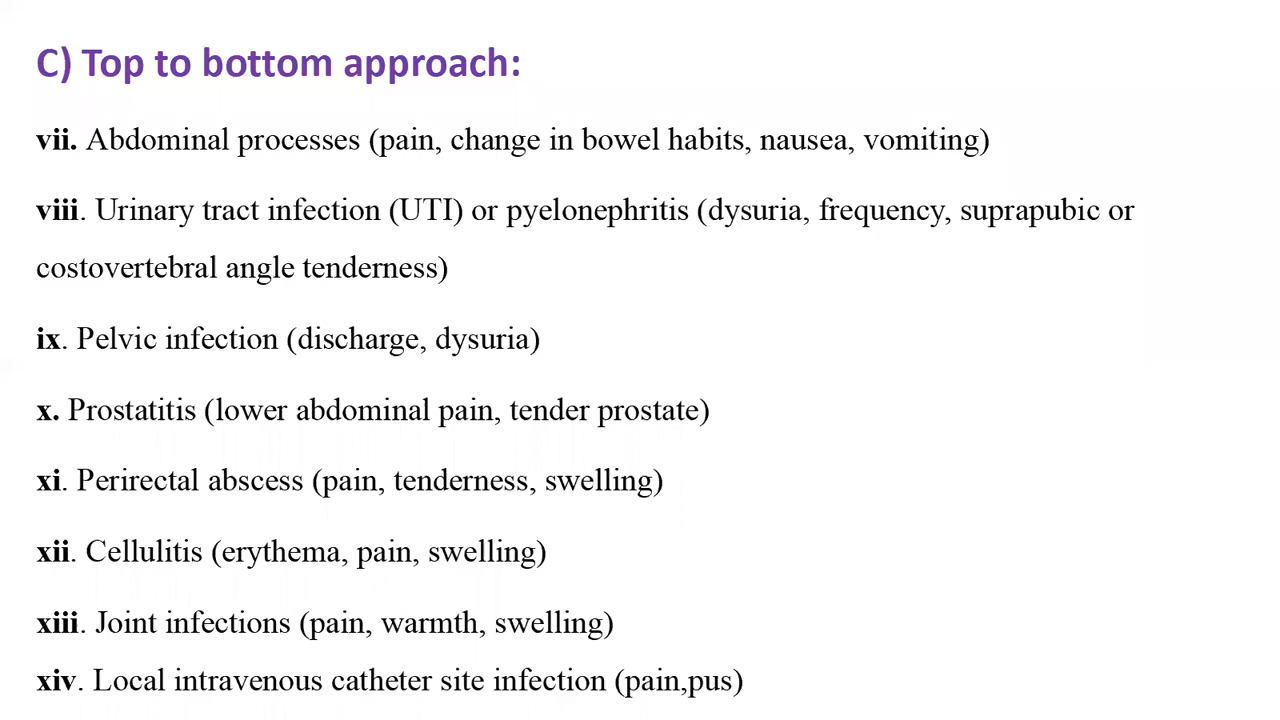 C) Top to bottom approach:
vii. Abdominal processes (pain, change in bowel habits, nausea, vomiting)
viii. Urinary tract infection (UTI) or pyelonephritis (dysuria, frequency, suprapubic or
costovertebral angle tenderness)
ix. Pelvic infection (discharge, dysuria)
x. Prostatitis (lower abdominal pain, tender prostate)
xi. Perirectal abscess (pain, tenderness, swelling)
xii. Cellulitis (erythema, pain, swelling)
xiii. Joint infections (pain, warmth, swelling)
xiv. Local intravenous catheter site infection (pain,pus)